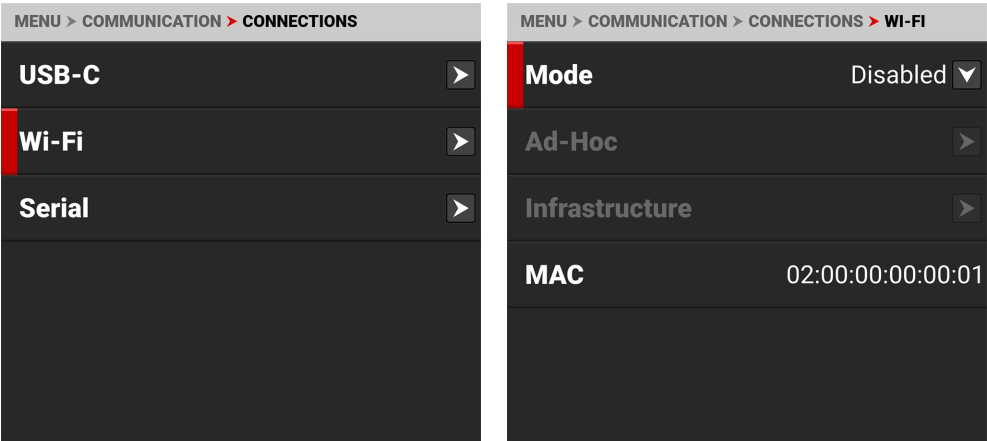 MENU > COMMUNICATION > CONNECTIONS
USB-C
Wi-Fi
Serial
MENU > COMMUNICATION > CONNECTIONS > WI-FI
Mode Disabled
Ad-Hoc
Infrastructure
MAC 02:00:00:00:00:01